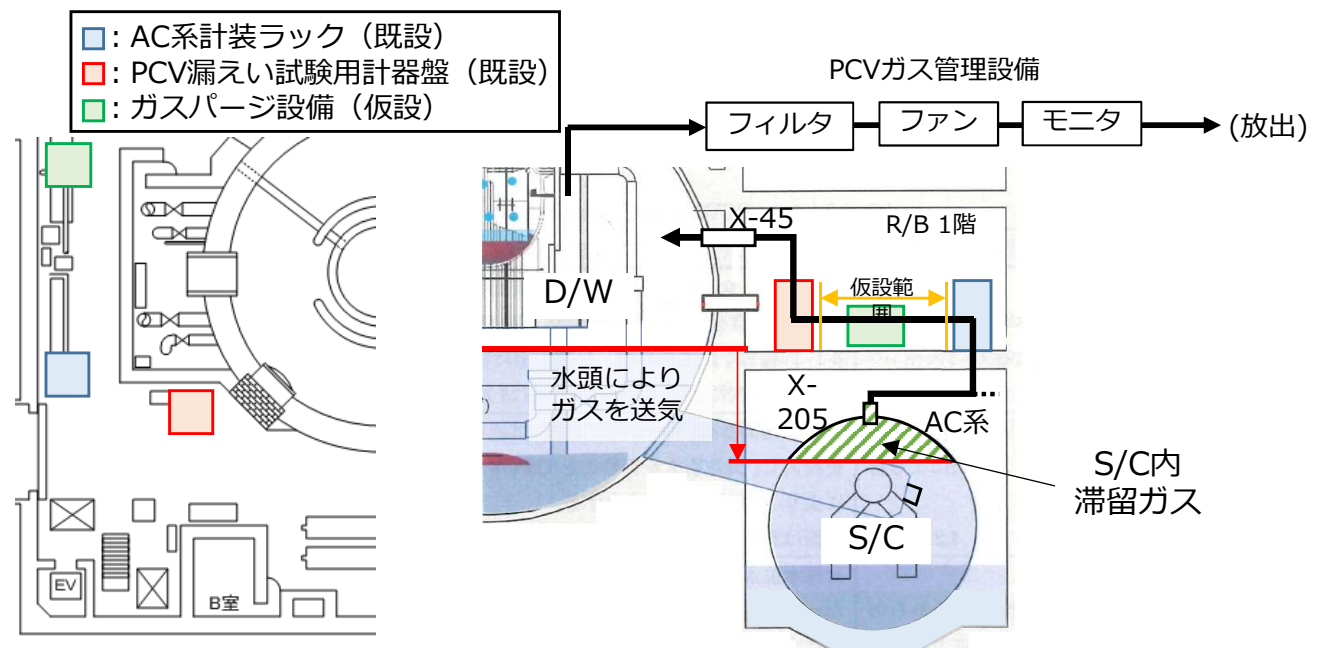 : AC系計装ラック（既設）
: PCV漏えい試験用計器盤（既設）
: ガスパージ設備（仮設）
PCVガス管理設備
フィルタ
ファン
モニタ
(放出)
X-45
R/B 1階
D/W
仮設範
囲
水頭により
ガスを送気
X-
205
AC系
S/C内
滞留ガス
S/C
EV
B室